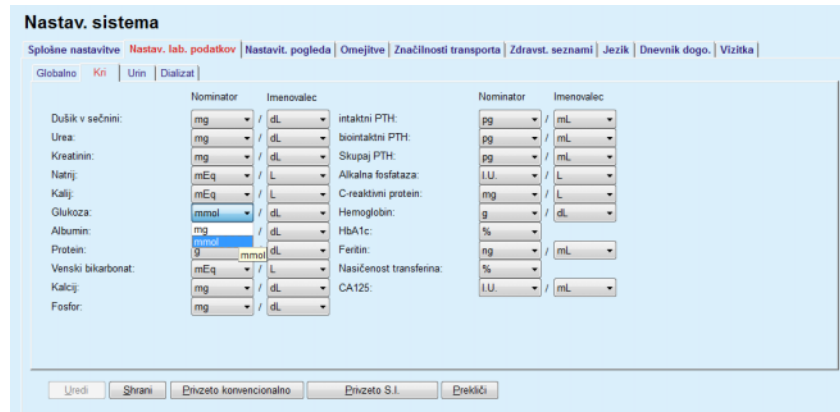 Nastav. sistema
Splošne nastavitve Nastav. lab. podatkov Nastavit. pogleda Omejitve Značilnosti transporta Zdravst. seznami Jezik Dnevnik dogo. Vizitka
Globalno Kri Urin Dializat
Nominator Imenovalec Nominator Imenovalec
Dušik v sečnini: mg / dL intaktni PTH: pg / mL
Urea: mg / dL biointaktni PTH: pg / mL
Kreatinin: mg / dL Skupaj PTH: pg / mL
Natrij: mEq / L Alkalna fosfataza: I.U. / L
Kalij: mEq / L C-reaktivni protein: mg / L
Glukoza: mmol / dL Hemoglobin: g / dL
Albumin: mg / dL HbA1c: %
mmol
Protein: g mmol dL Feritin: ng / mL
Venski bikarbonat: mEq / L Nasičenost transferina: %
Kalcij: mg / dL CA125: I.U. / mL
Fosfor: mg / dL
Uredi Shrani Privzeto konvencionalno Privzeto S.I. Prekliči